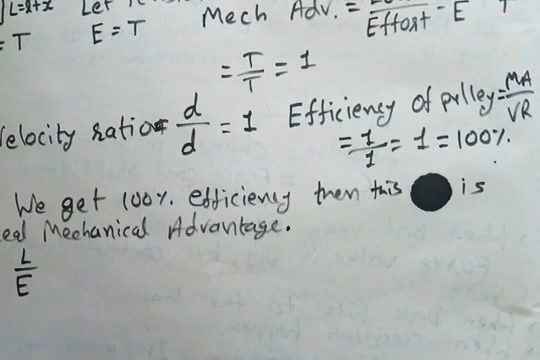 L=
Let
= T E = T Mech Adv. = Effort - E T
= T/T = 1
Velocity ratio = d/d = 1 Efficiency of pulley = MA/VR
= 1/1 = 1 = 100%.
We get 100% efficiency then this is
eal Mechanical Advantage.
L/E